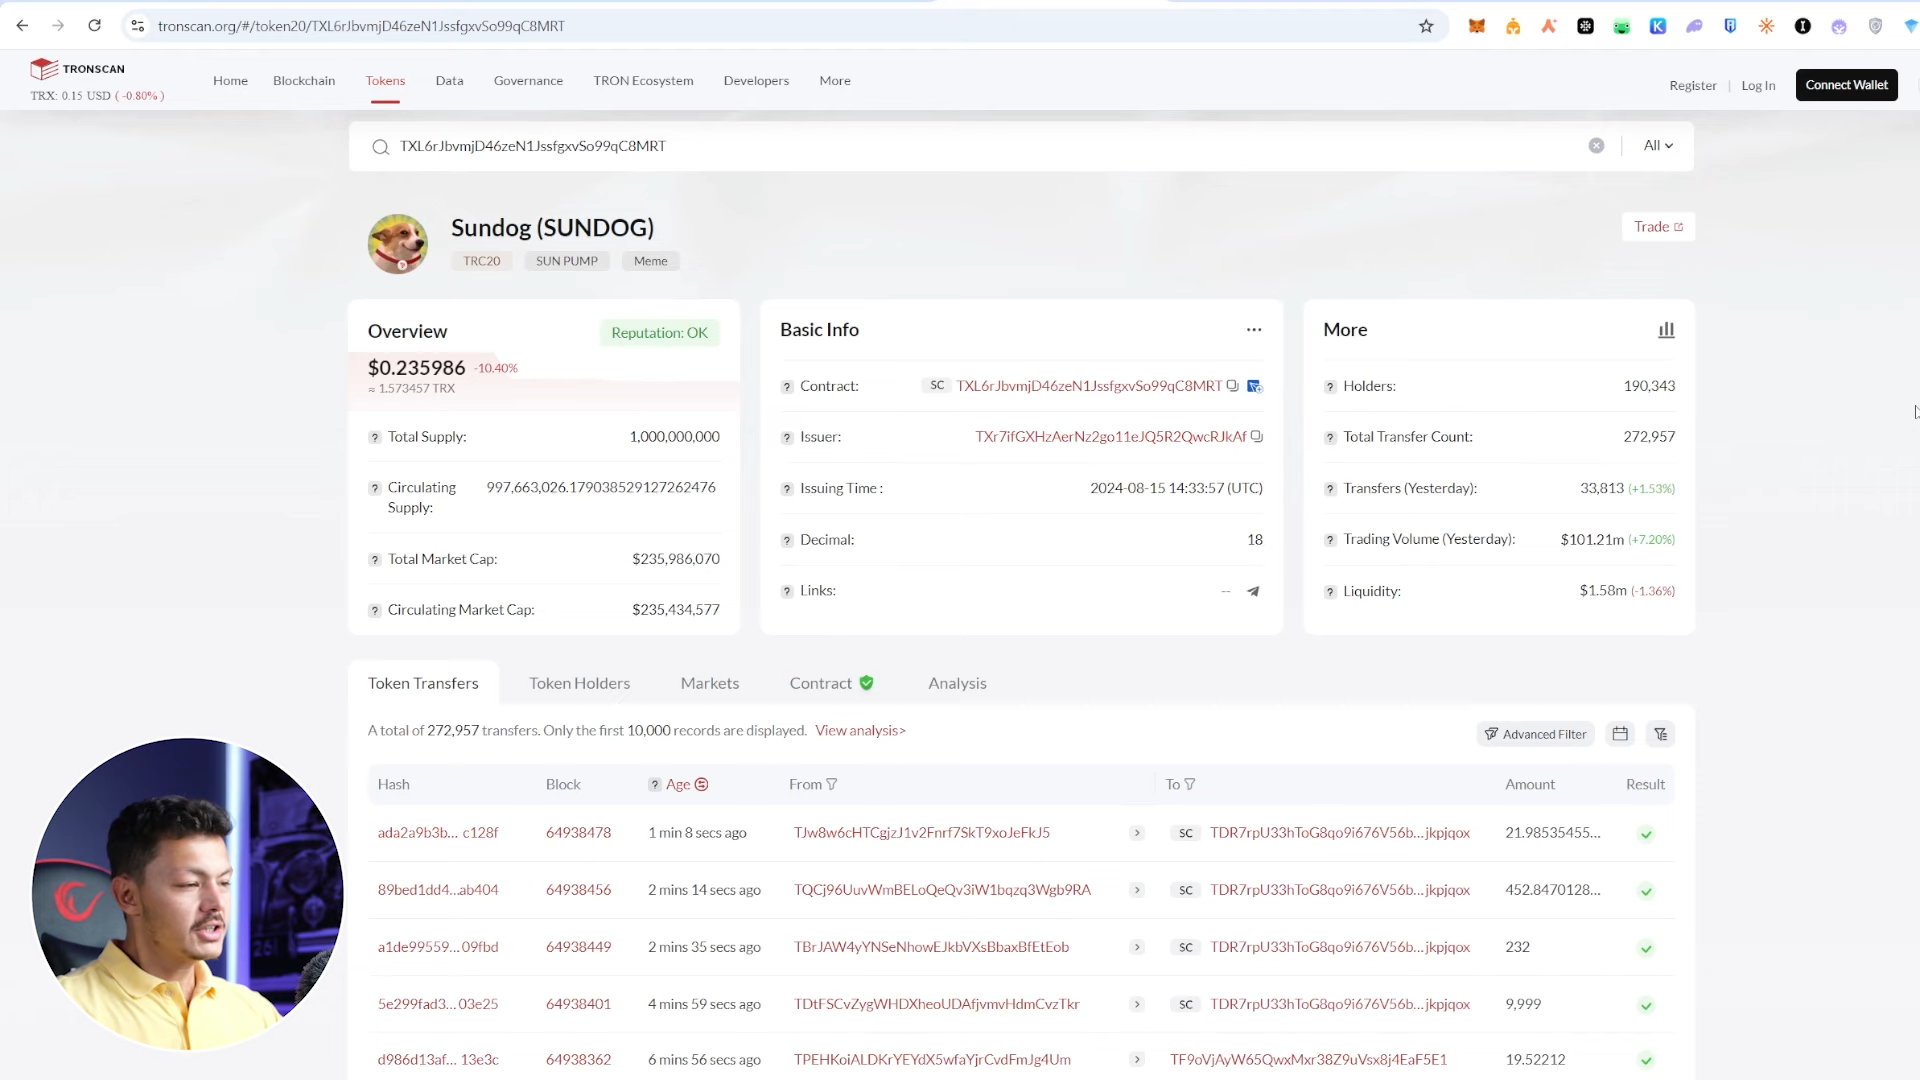 tronscan.org/#/token20/TXL6rJbvmjD46zeN1JssfgxvSo99qC8MRT
TRONSCAN
TRX: 0.15 USD ( -0.80% )
Home Blockchain Tokens Data Governance TRON Ecosystem Developers More
Register | Log In Connect Wallet
TXL6rJbvmjD46zeN1JssfgxvSo99qC8MRT All
Sundog (SUNDOG)
TRC20 SUN PUMP Meme
Trade
Overview Reputation: OK
$0.235986 -10.40%
≈ 1.573457 TRX
? Total Supply: 1,000,000,000
? Circulating Supply: 997,663,026.179038529127262476
? Total Market Cap: $235,986,070
? Circulating Market Cap: $235,434,577
Basic Info ...
? Contract: SC TXL6rJbvmjD46zeN1JssfgxvSo99qC8MRT
? Issuer: TXr7ifGXHzAerNz2go11eJQ5R2QwcRJkAf
? Issuing Time : 2024-08-15 14:33:57 (UTC)
? Decimal: 18
? Links: --
More
? Holders: 190,343
? Total Transfer Count: 272,957
? Transfers (Yesterday): 33,813 (+1.53%)
? Trading Volume (Yesterday): $101.21m (+7.20%)
? Liquidity: $1.58m (-1.36%)
Token Transfers Token Holders Markets Contract Analysis
A total of 272,957 transfers. Only the first 10,000 records are displayed. View analysis>
Advanced Filter
Hash Block ? Age From To Amount Result
ada2a9b3b... c128f 64938478 1 min 8 secs ago TJw8w6cHTCgjzJ1v2Fnrf7SkT9xoJeFkJ5 SC TDR7rpU33hToG8qo9i676V56b...jkpjqox 21.98535455...
89bed1dd4...ab404 64938456 2 mins 14 secs ago TQCj96UuvWmBELoQeQv3iW1bqzq3Wgb9RA SC TDR7rpU33hToG8qo9i676V56b...jkpjqox 452.8470128...
a1de99559... 09fbd 64938449 2 mins 35 secs ago TBrJAW4yYNSeNhowEJkbVXsBbaxBfEtEob SC TDR7rpU33hToG8qo9i676V56b...jkpjqox 232
5e299fad3... 03e25 64938401 4 mins 59 secs ago TDtFSCvZygWHDXheoUDAfjvmvHdmCvzTkr SC TDR7rpU33hToG8qo9i676V56b...jkpjqox 9,999
d986d13af... 13e3c 64938362 6 mins 56 secs ago TPEHKoiALDKrYEYdX5wfaYjrCvdFmJg4Um TF9oVjAyW65QwxMxr38Z9uVsx8j4EaF5E1 19.52212